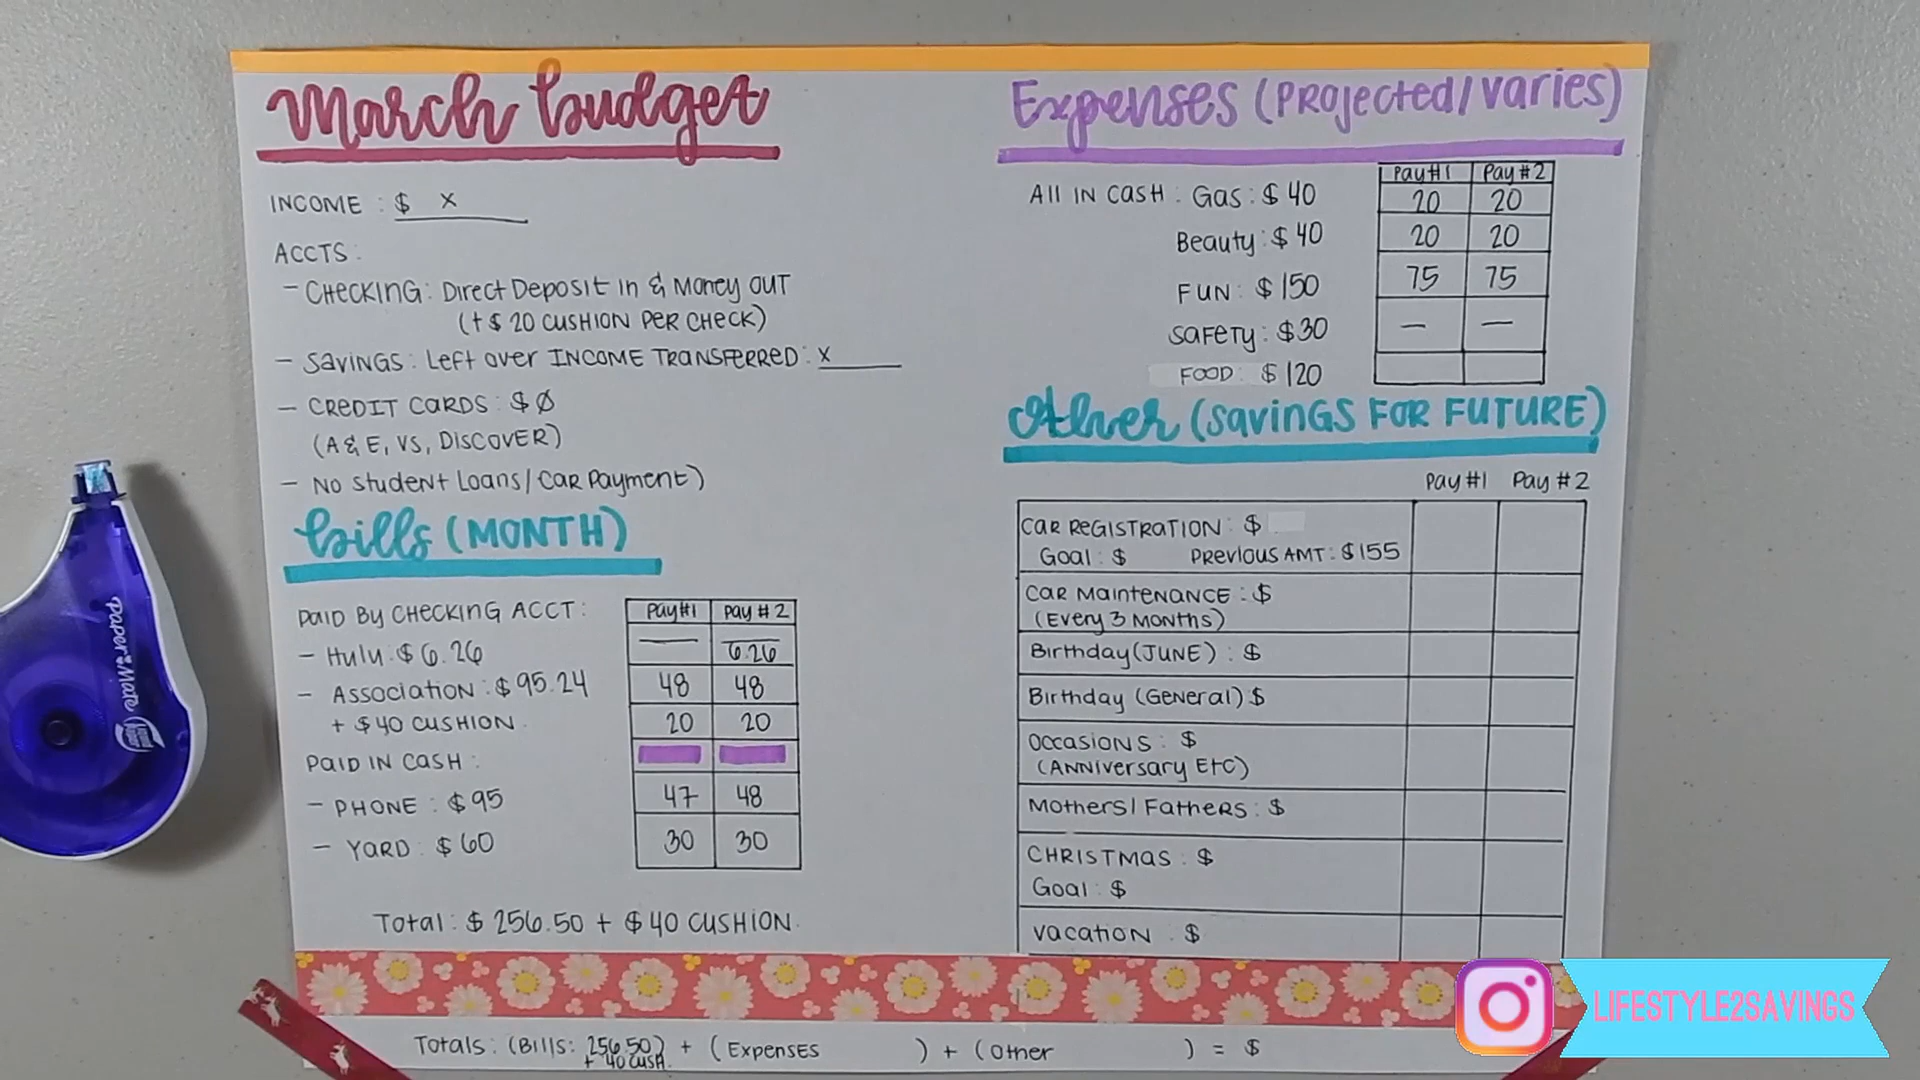 March budget
INCOME : $ x
ACCTS :
- CHECKING: Direct Deposit in & Money OUT
(+ $ 20 CUSHION PER CHECK)
- Savings: Left over INCOME TRANSFERRED: x
- CREDIT CARDS: $ 0
(A & E, VS, DISCOVER)
- NO Student Loans/Car Payment)
bills (MONTH)
PAID BY CHECKING ACCT:
Pay#1 Pay #2
- Hulu: $ 6.26 — 6.26
- Association: $ 95.24 48 48
+ $ 40 CUSHION 20 20
PAID IN CASH:
- PHONE: $ 95 47 48
- YARD: $ 60 30 30
Total: $ 256.50 + $ 40 CUSHION.
Expenses (PROjected/varies)
Pay#1 Pay #2
All IN CASH: Gas: $ 40 20 20
Beauty: $ 40 20 20
FUN: $ 150 75 75
Safety: $30 — —
FOOD: $ 120
Other (Savings FOR FUTURE)
Pay #1 Pay #2
Car Registration: $
Goal: $ Previous AMT: $155
Car Maintenance: $
(Every 3 Months)
Birthday (JUNE): $
Birthday (General) $
Occasions: $
(Anniversary Etc)
Mothers/Fathers: $
CHRISTMAS: $
Goal: $
Vacation: $
Totals: (Bills: 256.50) + (Expenses ) + (Other ) = $
+ 40 CUSH.
Paper Mate
LIFESTYLE2SAVINGS